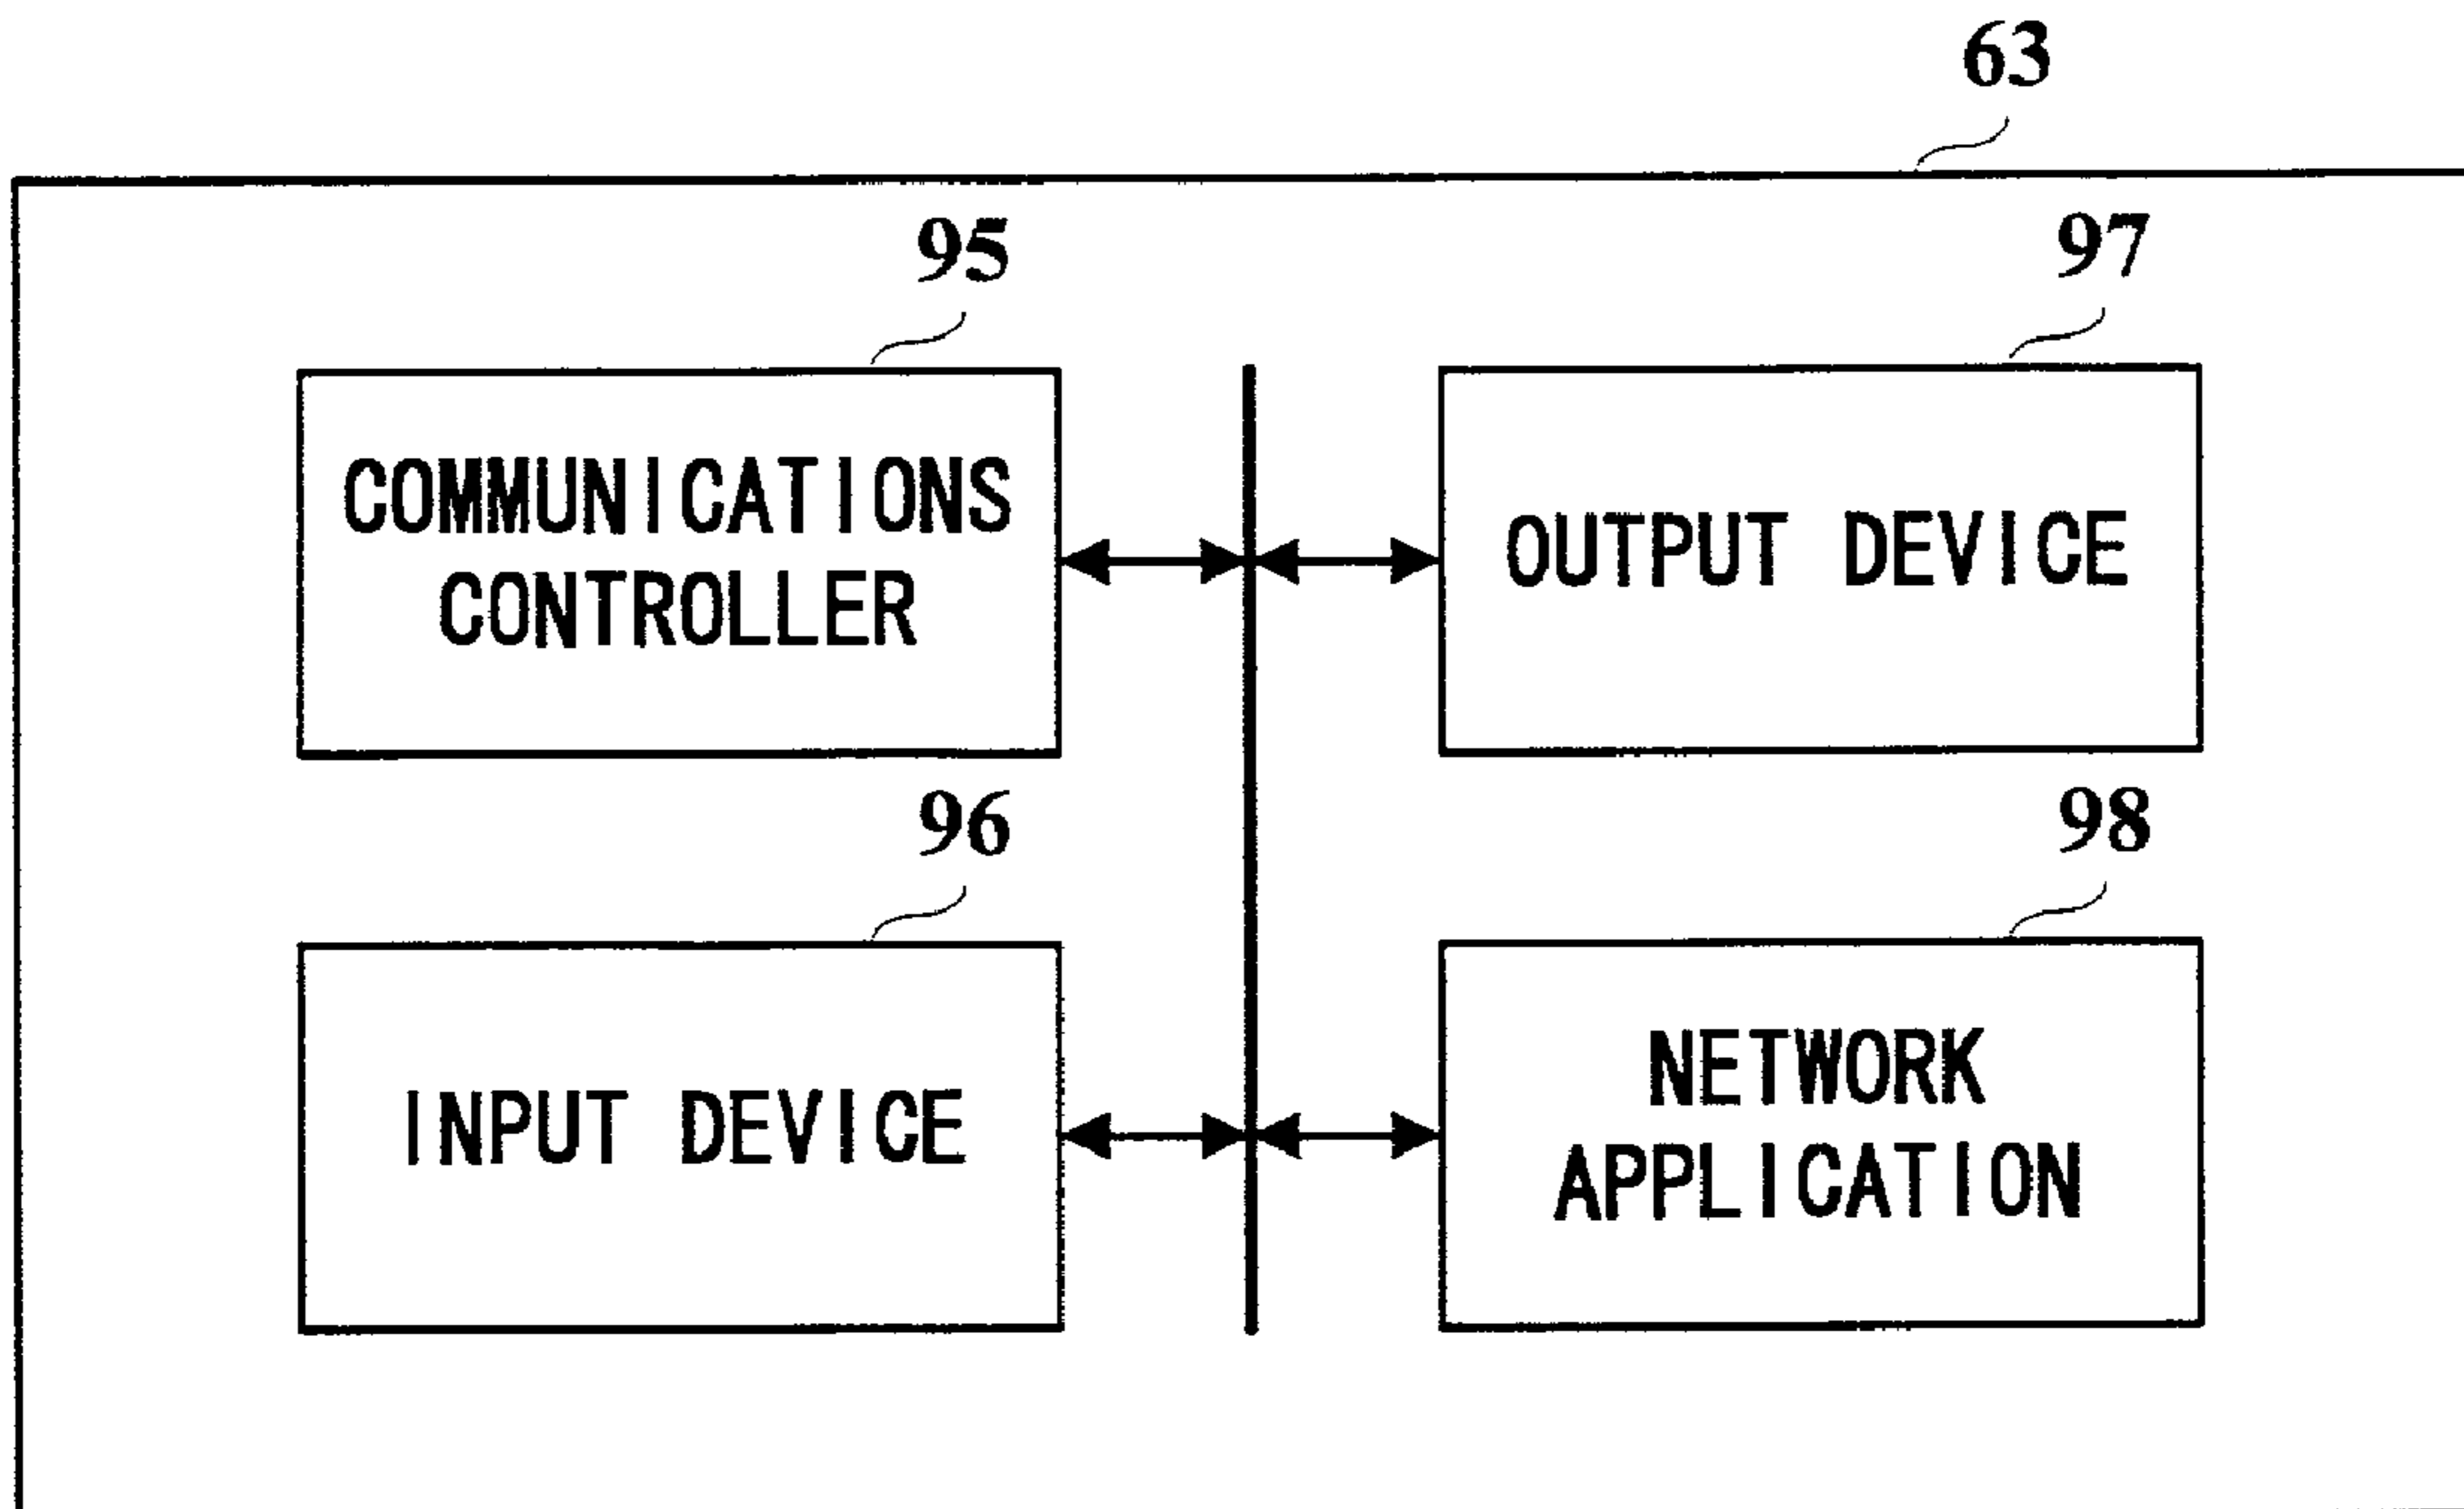 63
95
COMMUNICATIONS
CONTROLLER
97
OUTPUT DEVICE
96
INPUT DEVICE
98
NETWORK
APPLICATION